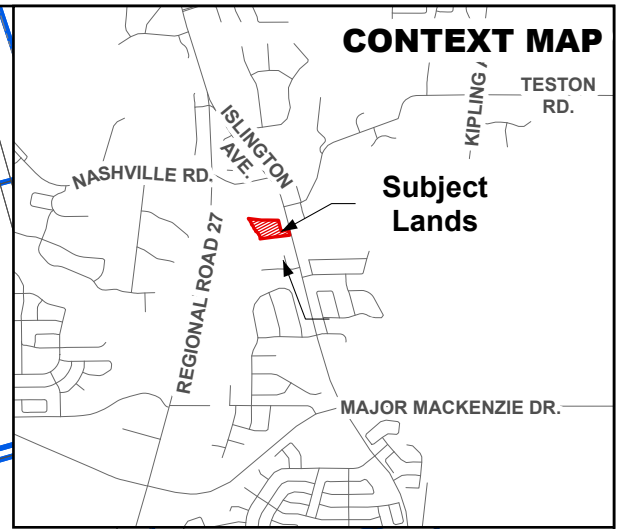 CONTEXT MAP
KIPLING A
TESTON
RD.
ISLINGTON
AVE.
NASHVILLE RD.
Subject
Lands
REGIONAL ROAD 27
MAJOR MACKENZIE DR.